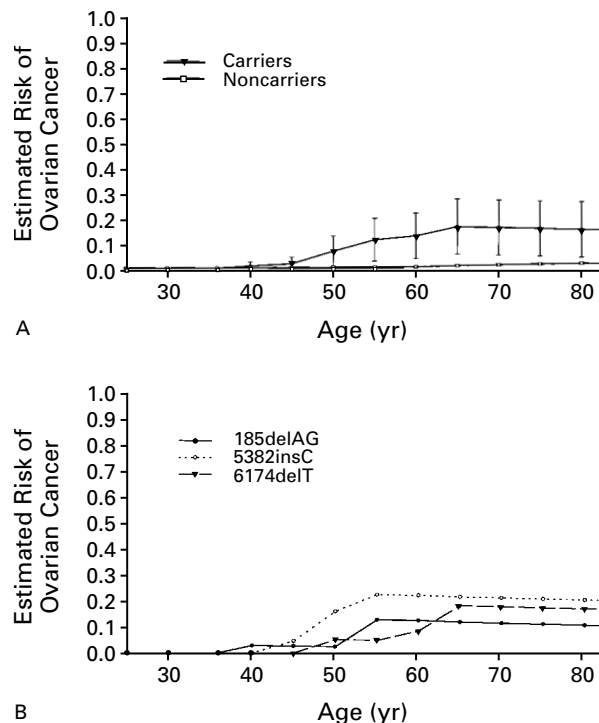 Estimated Risk of
Ovarian Cancer
1.0
0.9
0.8
0.7
0.6
0.5
0.4
0.3
0.2
0.1
0.0
Carriers
Noncarriers
30 40 50 60 70 80
Age (yr)
A
Estimated Risk of
Ovarian Cancer
1.0
0.9
0.8
0.7
0.6
0.5
0.4
0.3
0.2
0.1
0.0
185delAG
5382insC
6174delT
30 40 50 60 70 80
Age (yr)
B